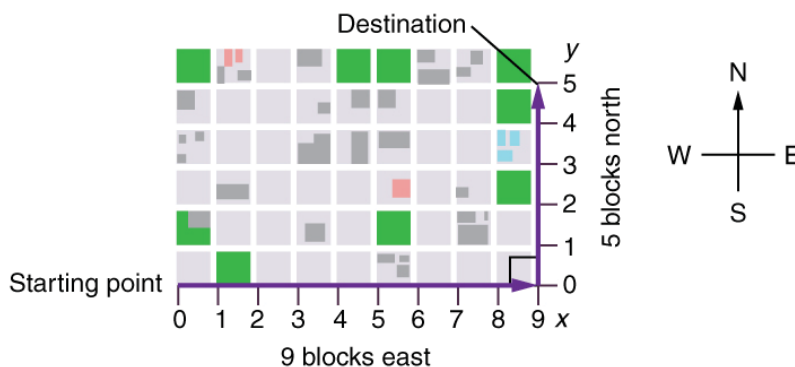 Destination
y
5
4
3
2
1
0
5 blocks north
Starting point
0 1 2 3 4 5 6 7 8 9 x
9 blocks east
N
W E
S